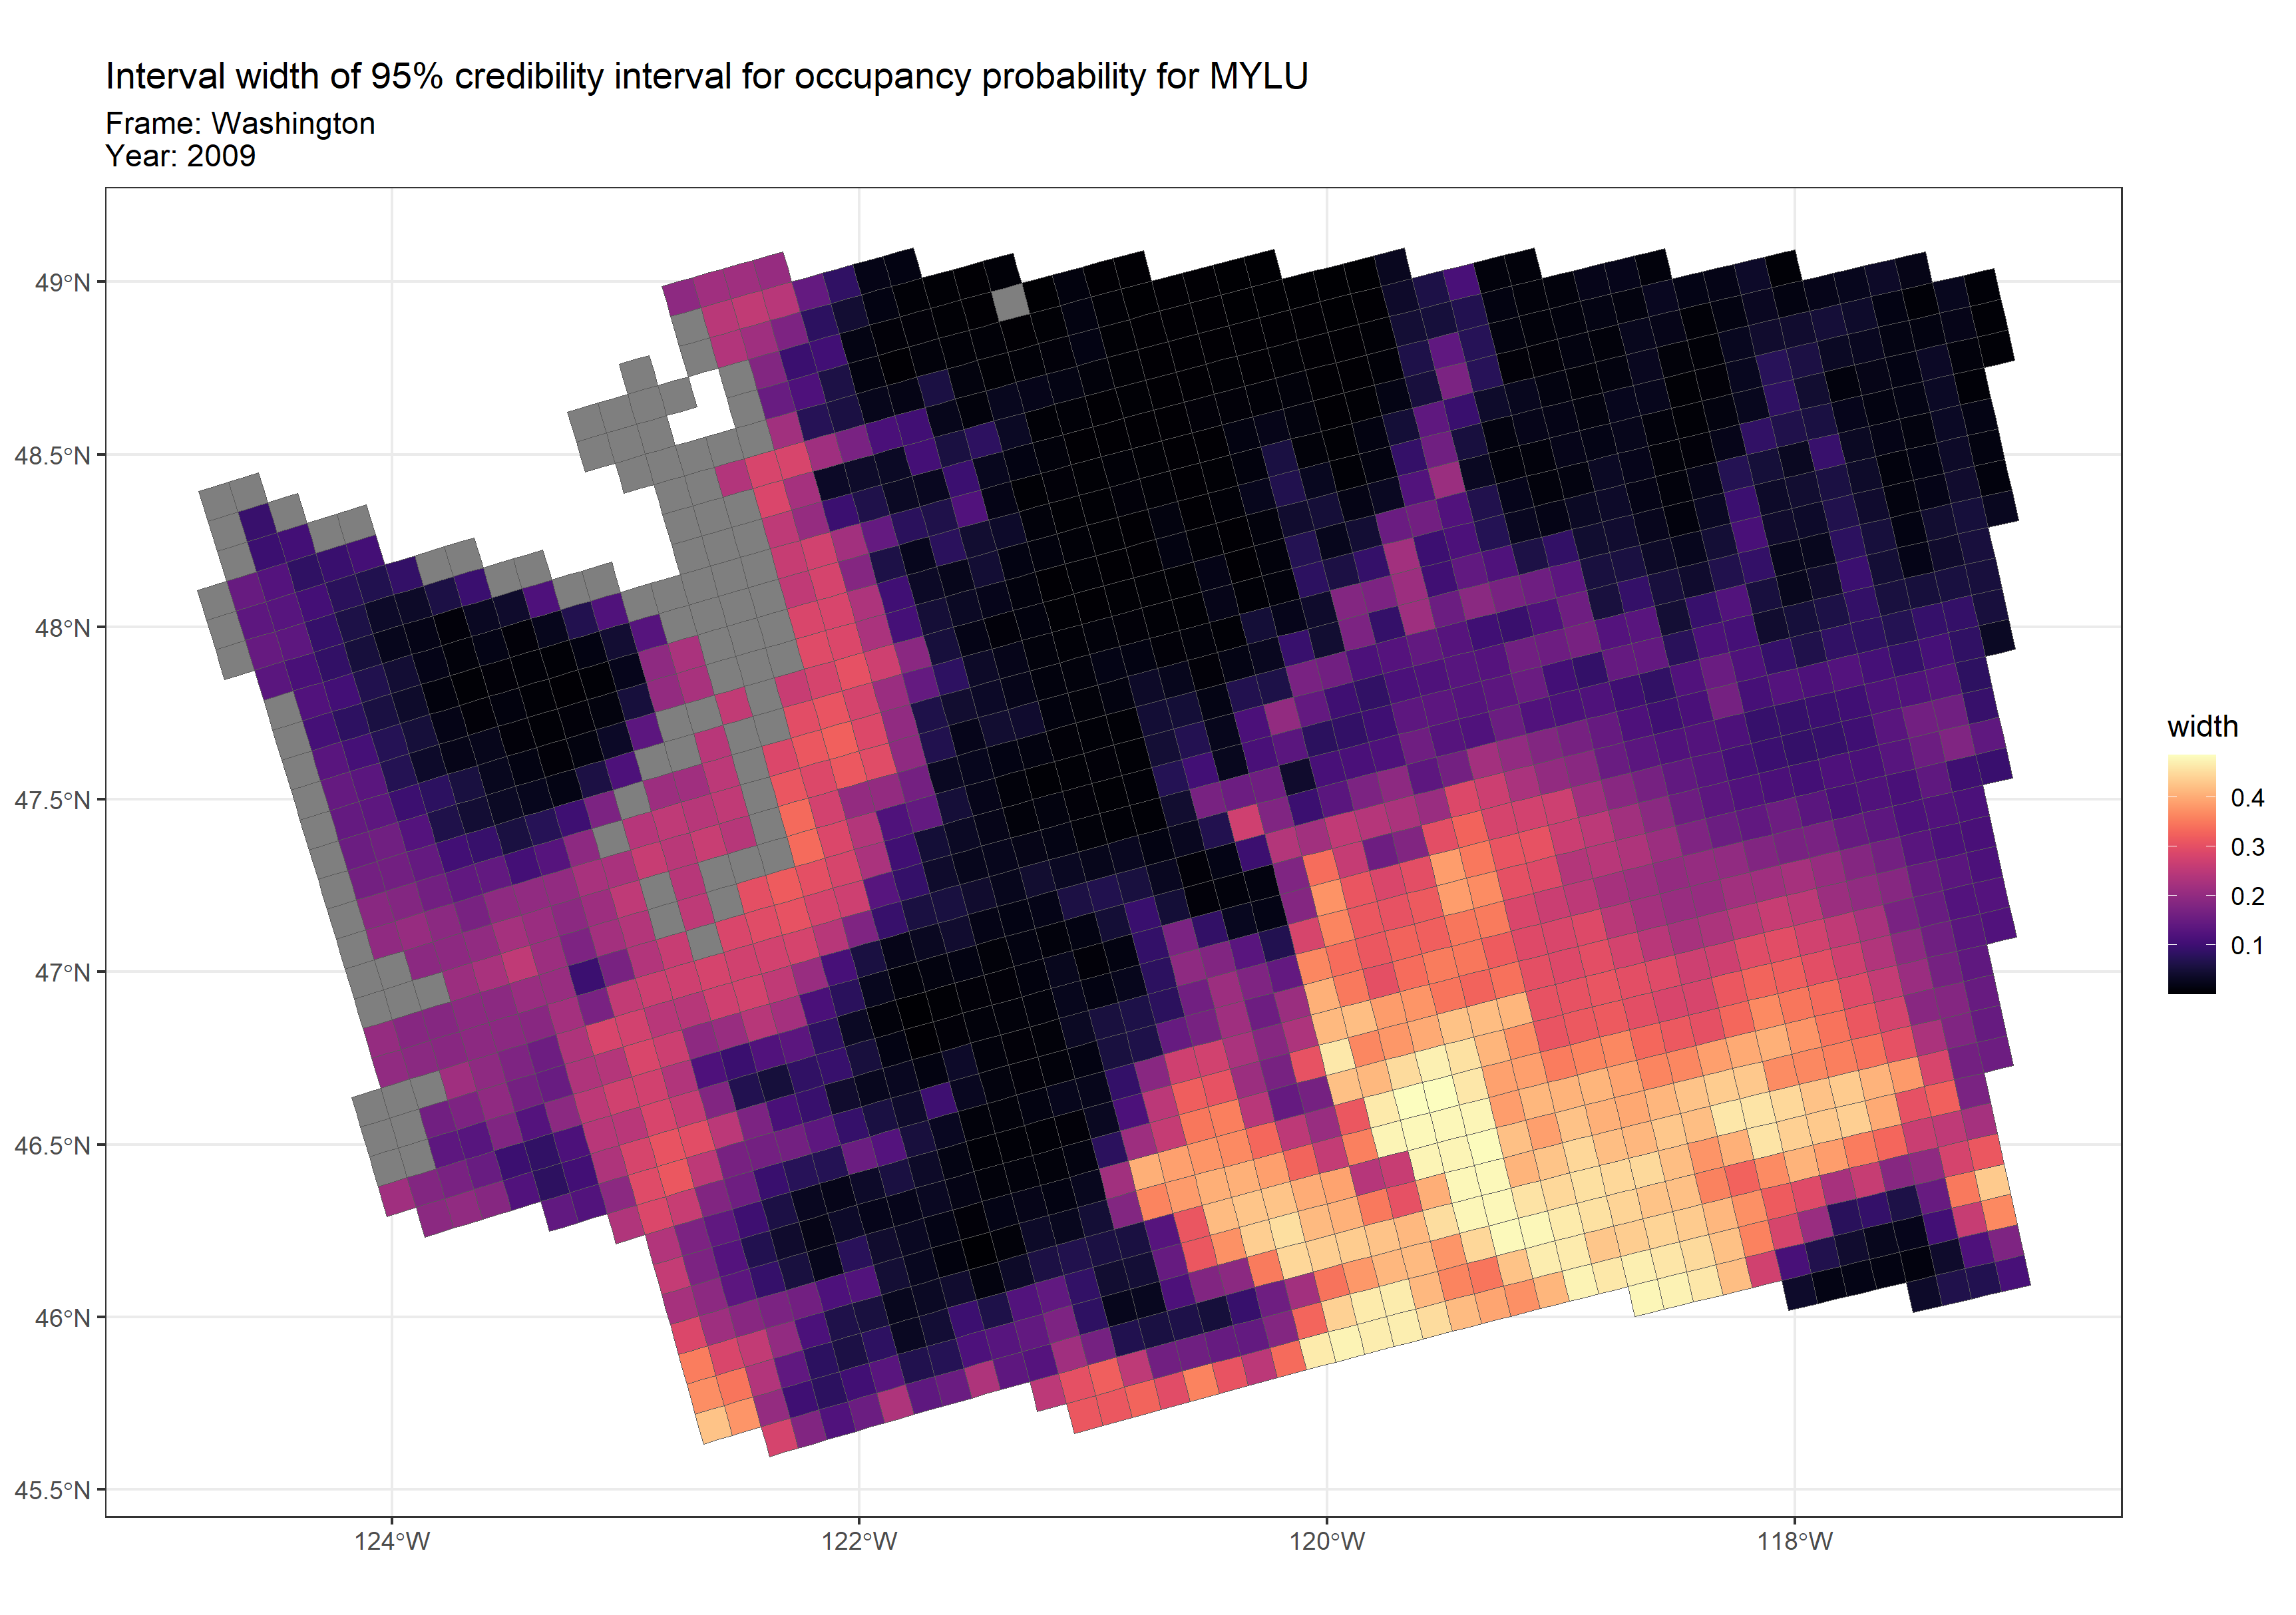 Interval width of 95% credibility interval for occupancy probability for MYLU
Frame: Washington
Year: 2009
49°N
48.5°N
48°N
47.5°N
47°N
46.5°N
46°N
45.5°N
124°W
122°W
120°W
118°W
width
0.4
0.3
0.2
0.1